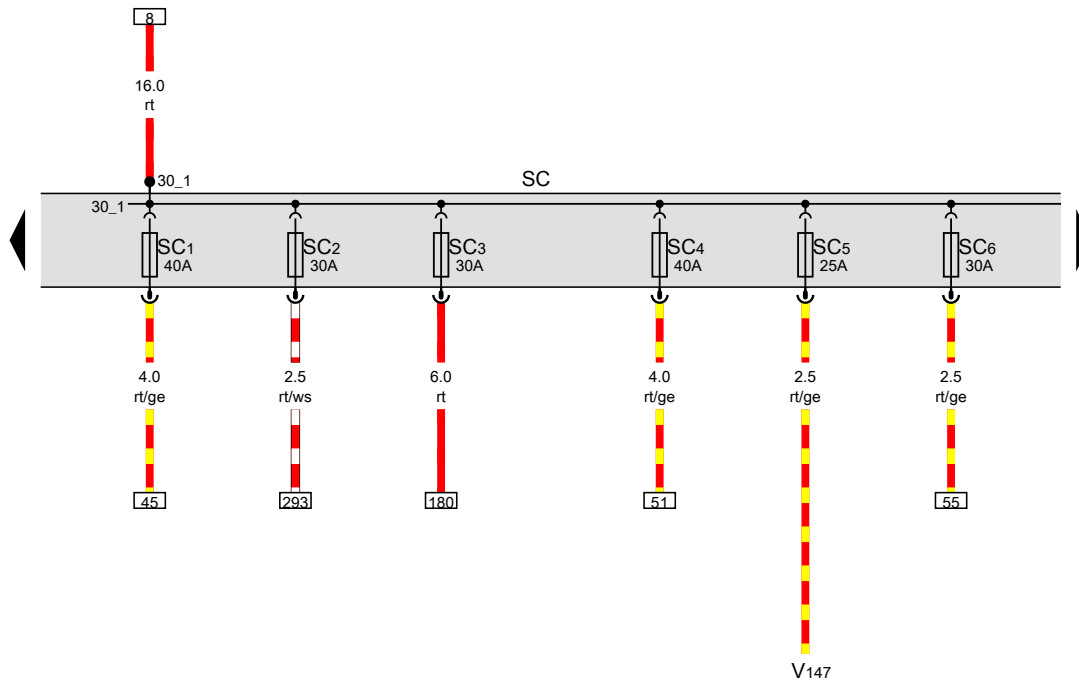 8
16.0
rt
30_1
SC
30_1
SC1 SC2 SC3 SC4 SC5 SC6
40A 30A 30A 40A 25A 30A
4.0 2.5 6.0 4.0 2.5 2.5
rt/ge rt/ws rt rt/ge rt/ge rt/ge
45 293 180 51 55
V147